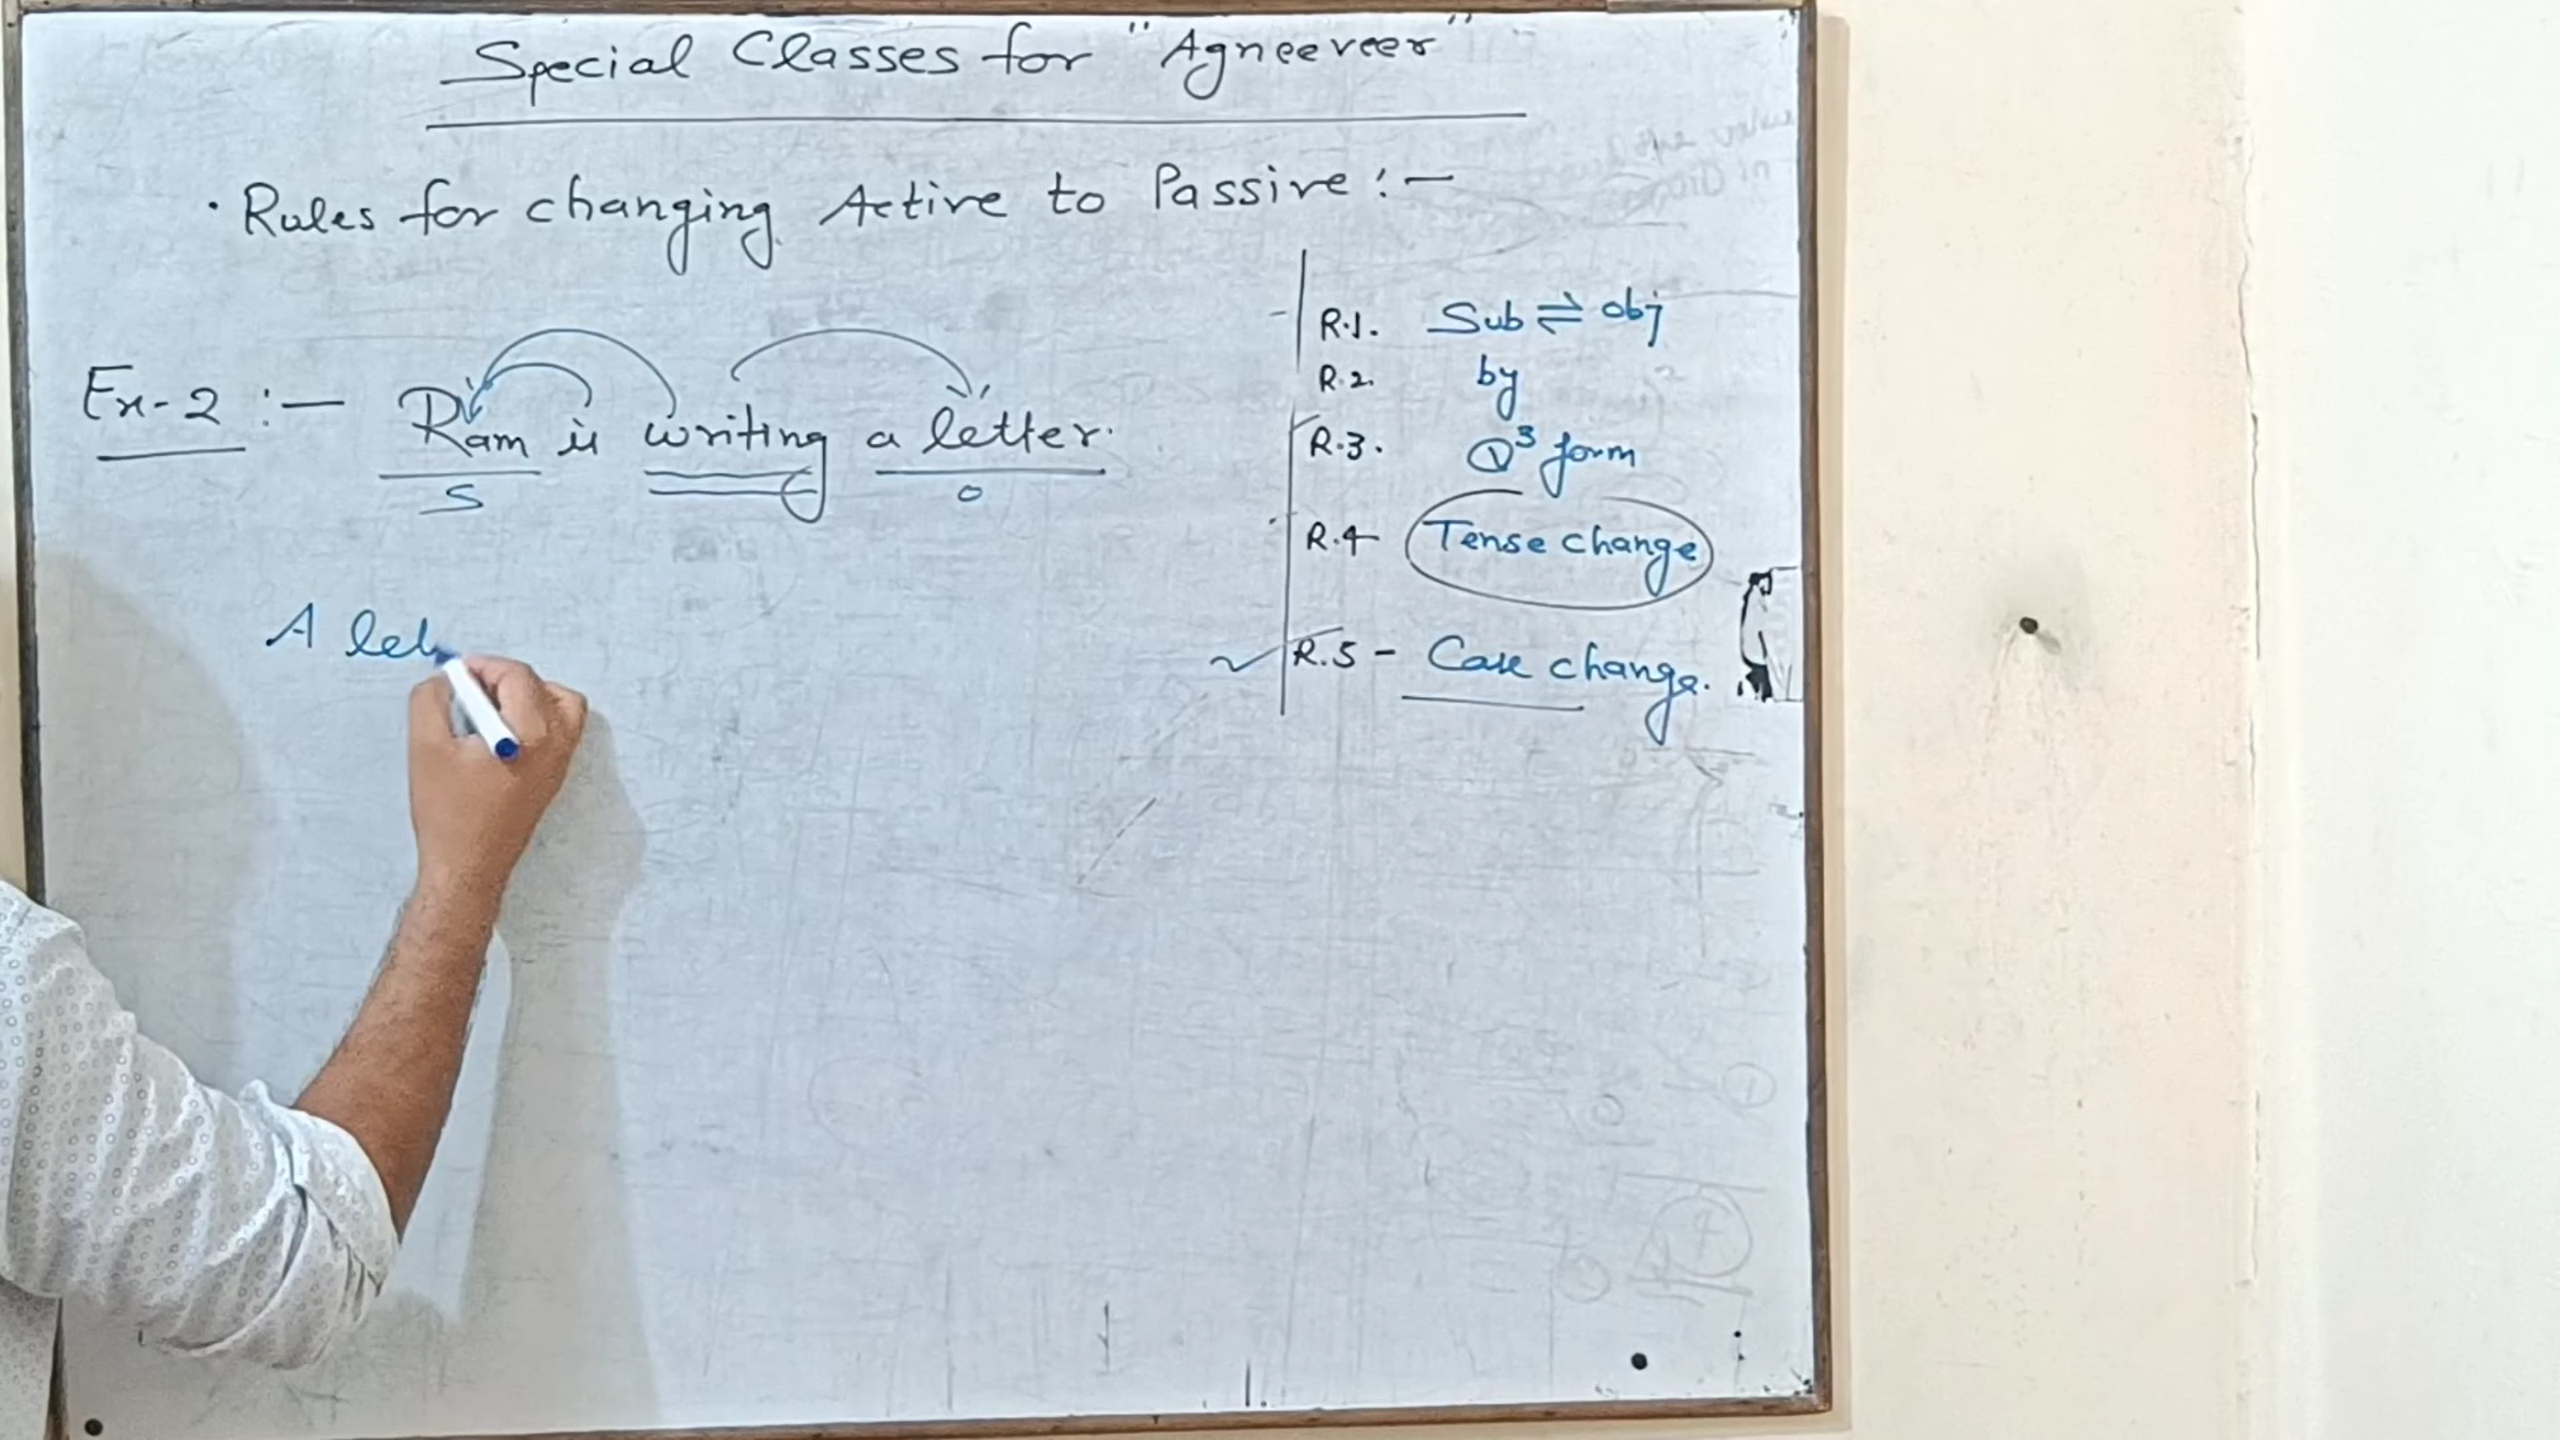 Special Classes for "Agneeveer"
• Rules for changing Active to Passive :-
Ex-2 :- Ram is writing a letter.
S O
A let
R.1. Sub ⇌ obj
R.2. by
R.3. V³ form
R.4 Tense change
R.5 - Case change.